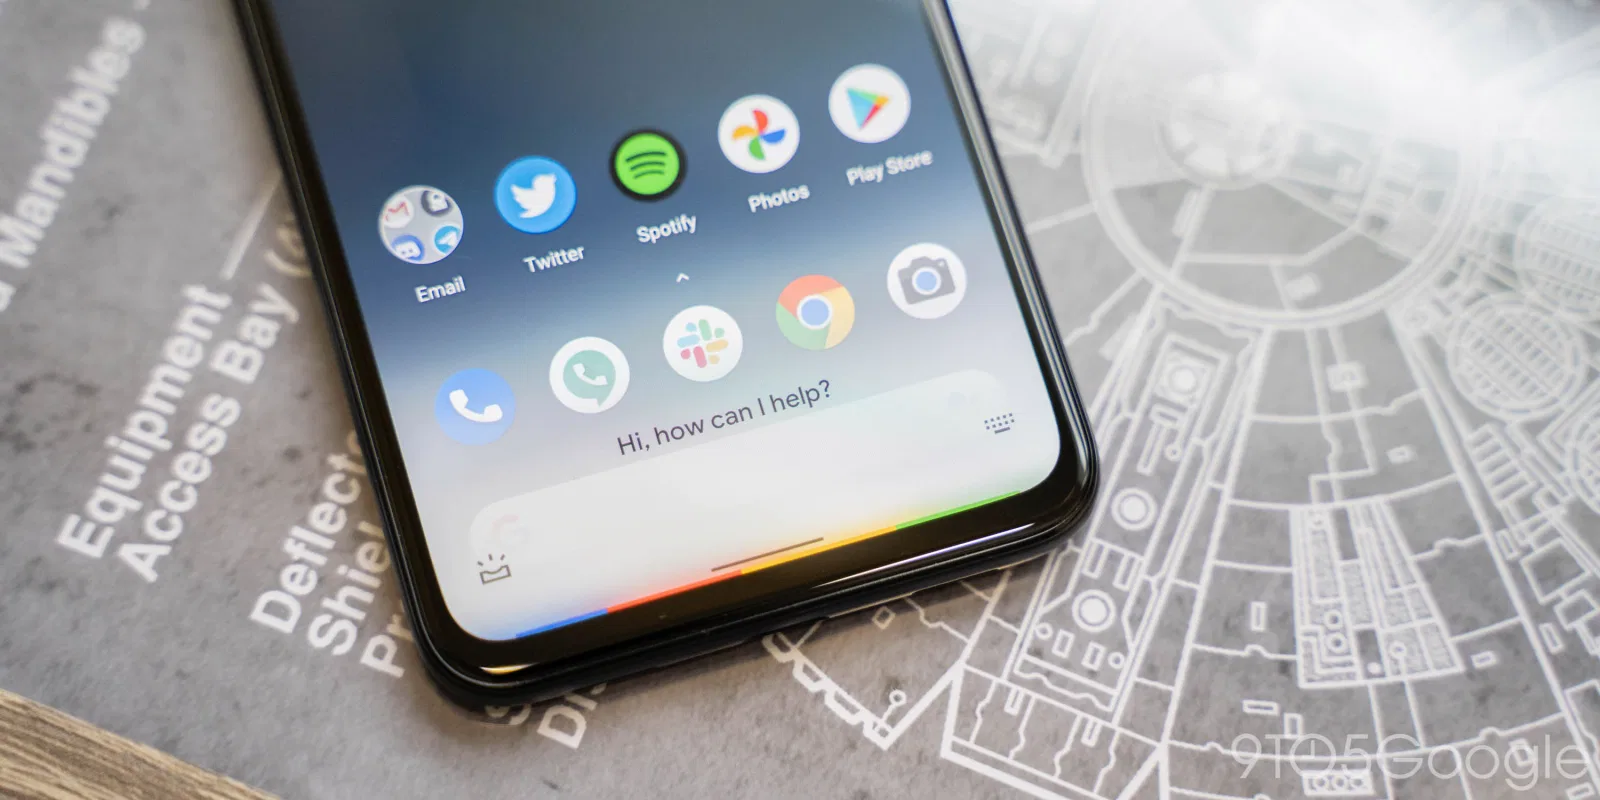 Mandibles
Equipment
Access Bay
Deflect
Shiel
Email
Twitter
Spotify
Photos
Play Store
Hi, how can I help?
9TO5Google